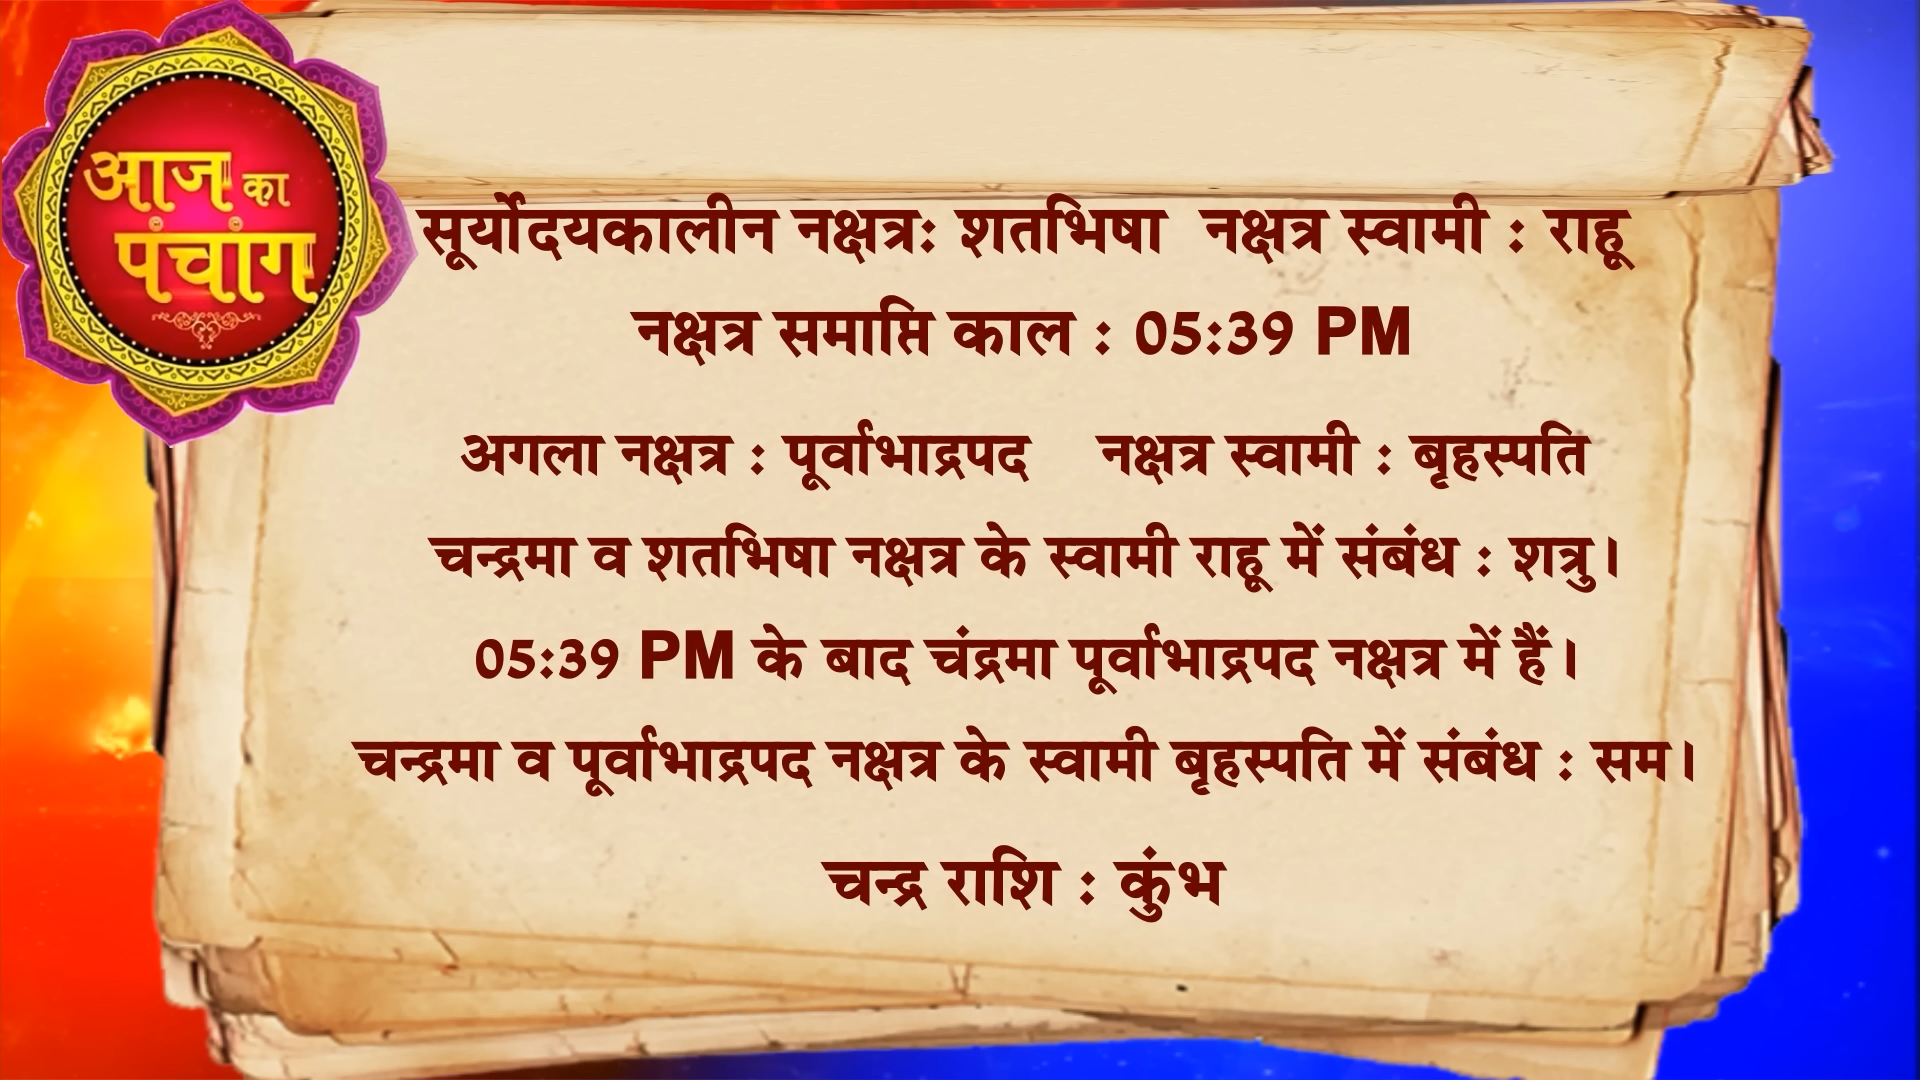 आज का
पंचांग
सूर्योदयकालीन नक्षत्रः शतभिषा नक्षत्र स्वामी : राहू
नक्षत्र समाप्ति काल : 05:39 PM
अगला नक्षत्र : पूर्वाभाद्रपद नक्षत्र स्वामी : बृहस्पति
चन्द्रमा व शतभिषा नक्षत्र के स्वामी राहू में संबंध : शत्रु।
05:39 PM के बाद चंद्रमा पूर्वाभाद्रपद नक्षत्र में हैं।
चन्द्रमा व पूर्वाभाद्रपद नक्षत्र के स्वामी बृहस्पति में संबंध : सम।
चन्द्र राशि : कुंभ